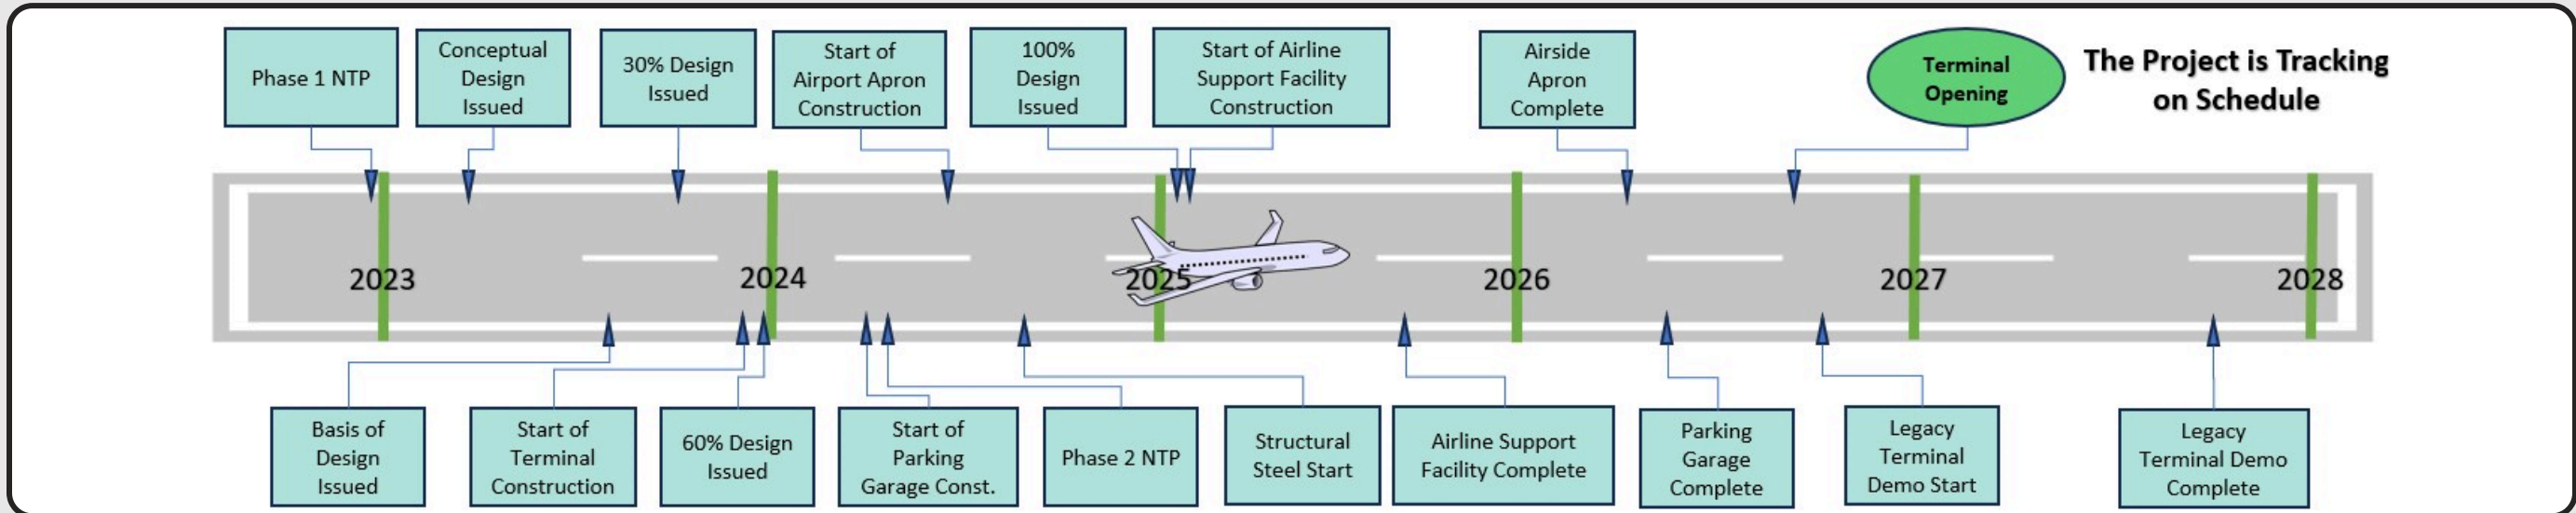 Phase 1 NTP
Conceptual
Design
Issued
30% Design
Issued
Start of
Airport Apron
Construction
100%
Design
Issued
Start of Airline
Support Facility
Construction
Airside
Apron
Complete
Terminal
Opening
The Project is Tracking
on Schedule
2023
2024
2025
2026
2027
2028
Basis of
Design
Issued
Start of
Terminal
Construction
60% Design
Issued
Start of
Parking
Garage Const.
Phase 2 NTP
Structural
Steel Start
Airline Support
Facility Complete
Parking
Garage
Complete
Legacy
Terminal
Demo Start
Legacy
Terminal Demo
Complete